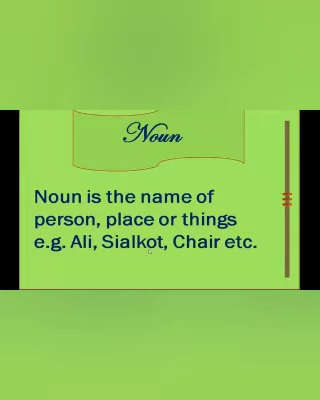 Noun
Noun is the name of
person, place or things
e.g. Ali, Sialkot, Chair etc.